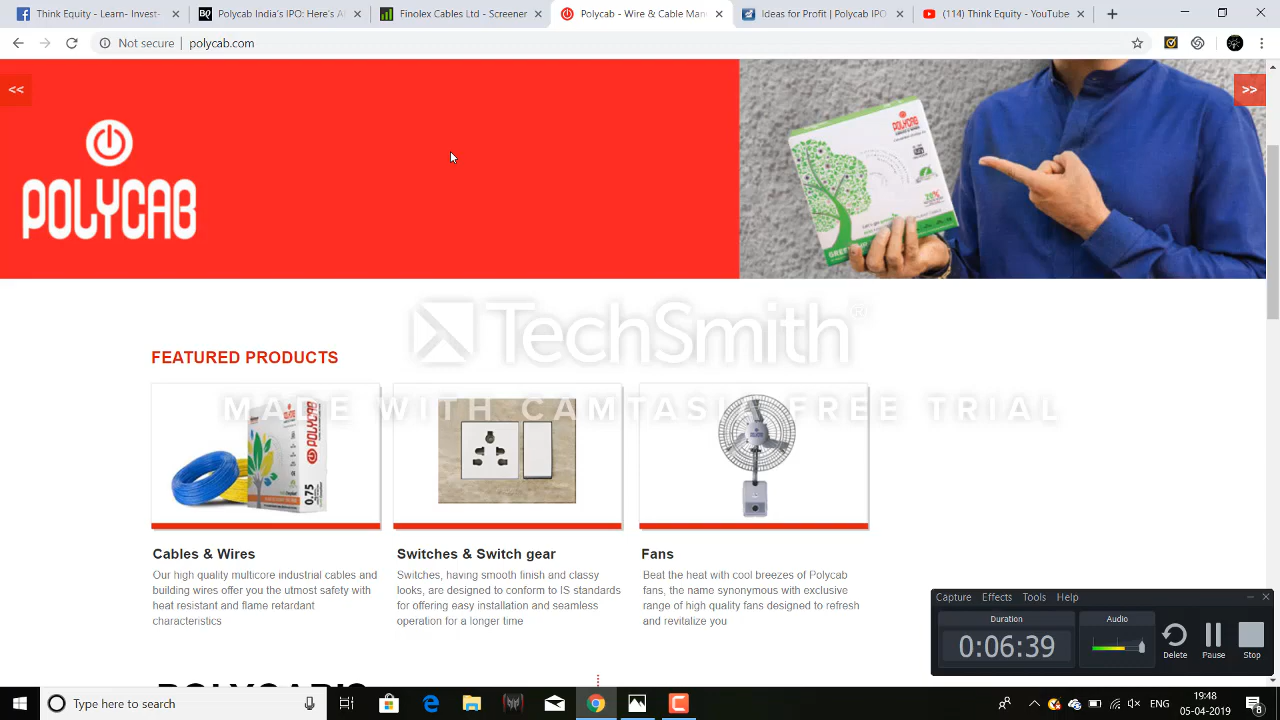 Facebook - Learn- Invest-
Polycab India's IPO: Here's Al
Finolex Cables Ltd- Screener
Polycab - Wire & Cable Man
Ideas for Profit | Polycab IPO
(114) Think Equity - YouTube
Not secure | polycab.com
<<
>>
POLYCAB
POLYCAB
TechSmith
MADE WITH CAMTASIA FREE TRIAL
FEATURED PRODUCTS
POLYCAB
0.75
Cables & Wires
Our high quality multicore industrial cables and
building wires offer you the utmost safety with
heat resistant and flame retardant
characteristics
Switches & Switch gear
Switches, having smooth finish and classy
looks, are designed to conform to IS standards
for offering easy installation and seamless
operation for a longer time
Fans
Beat the heat with cool breezes of Polycab
fans, the name synonymous with exclusive
range of high quality fans designed to refresh
and revitalize you
Capture Effects Tools Help
Duration
0:06:39
Audio
Delete
Pause
Stop
Type here to search
ENG
19:48
05-04-2019